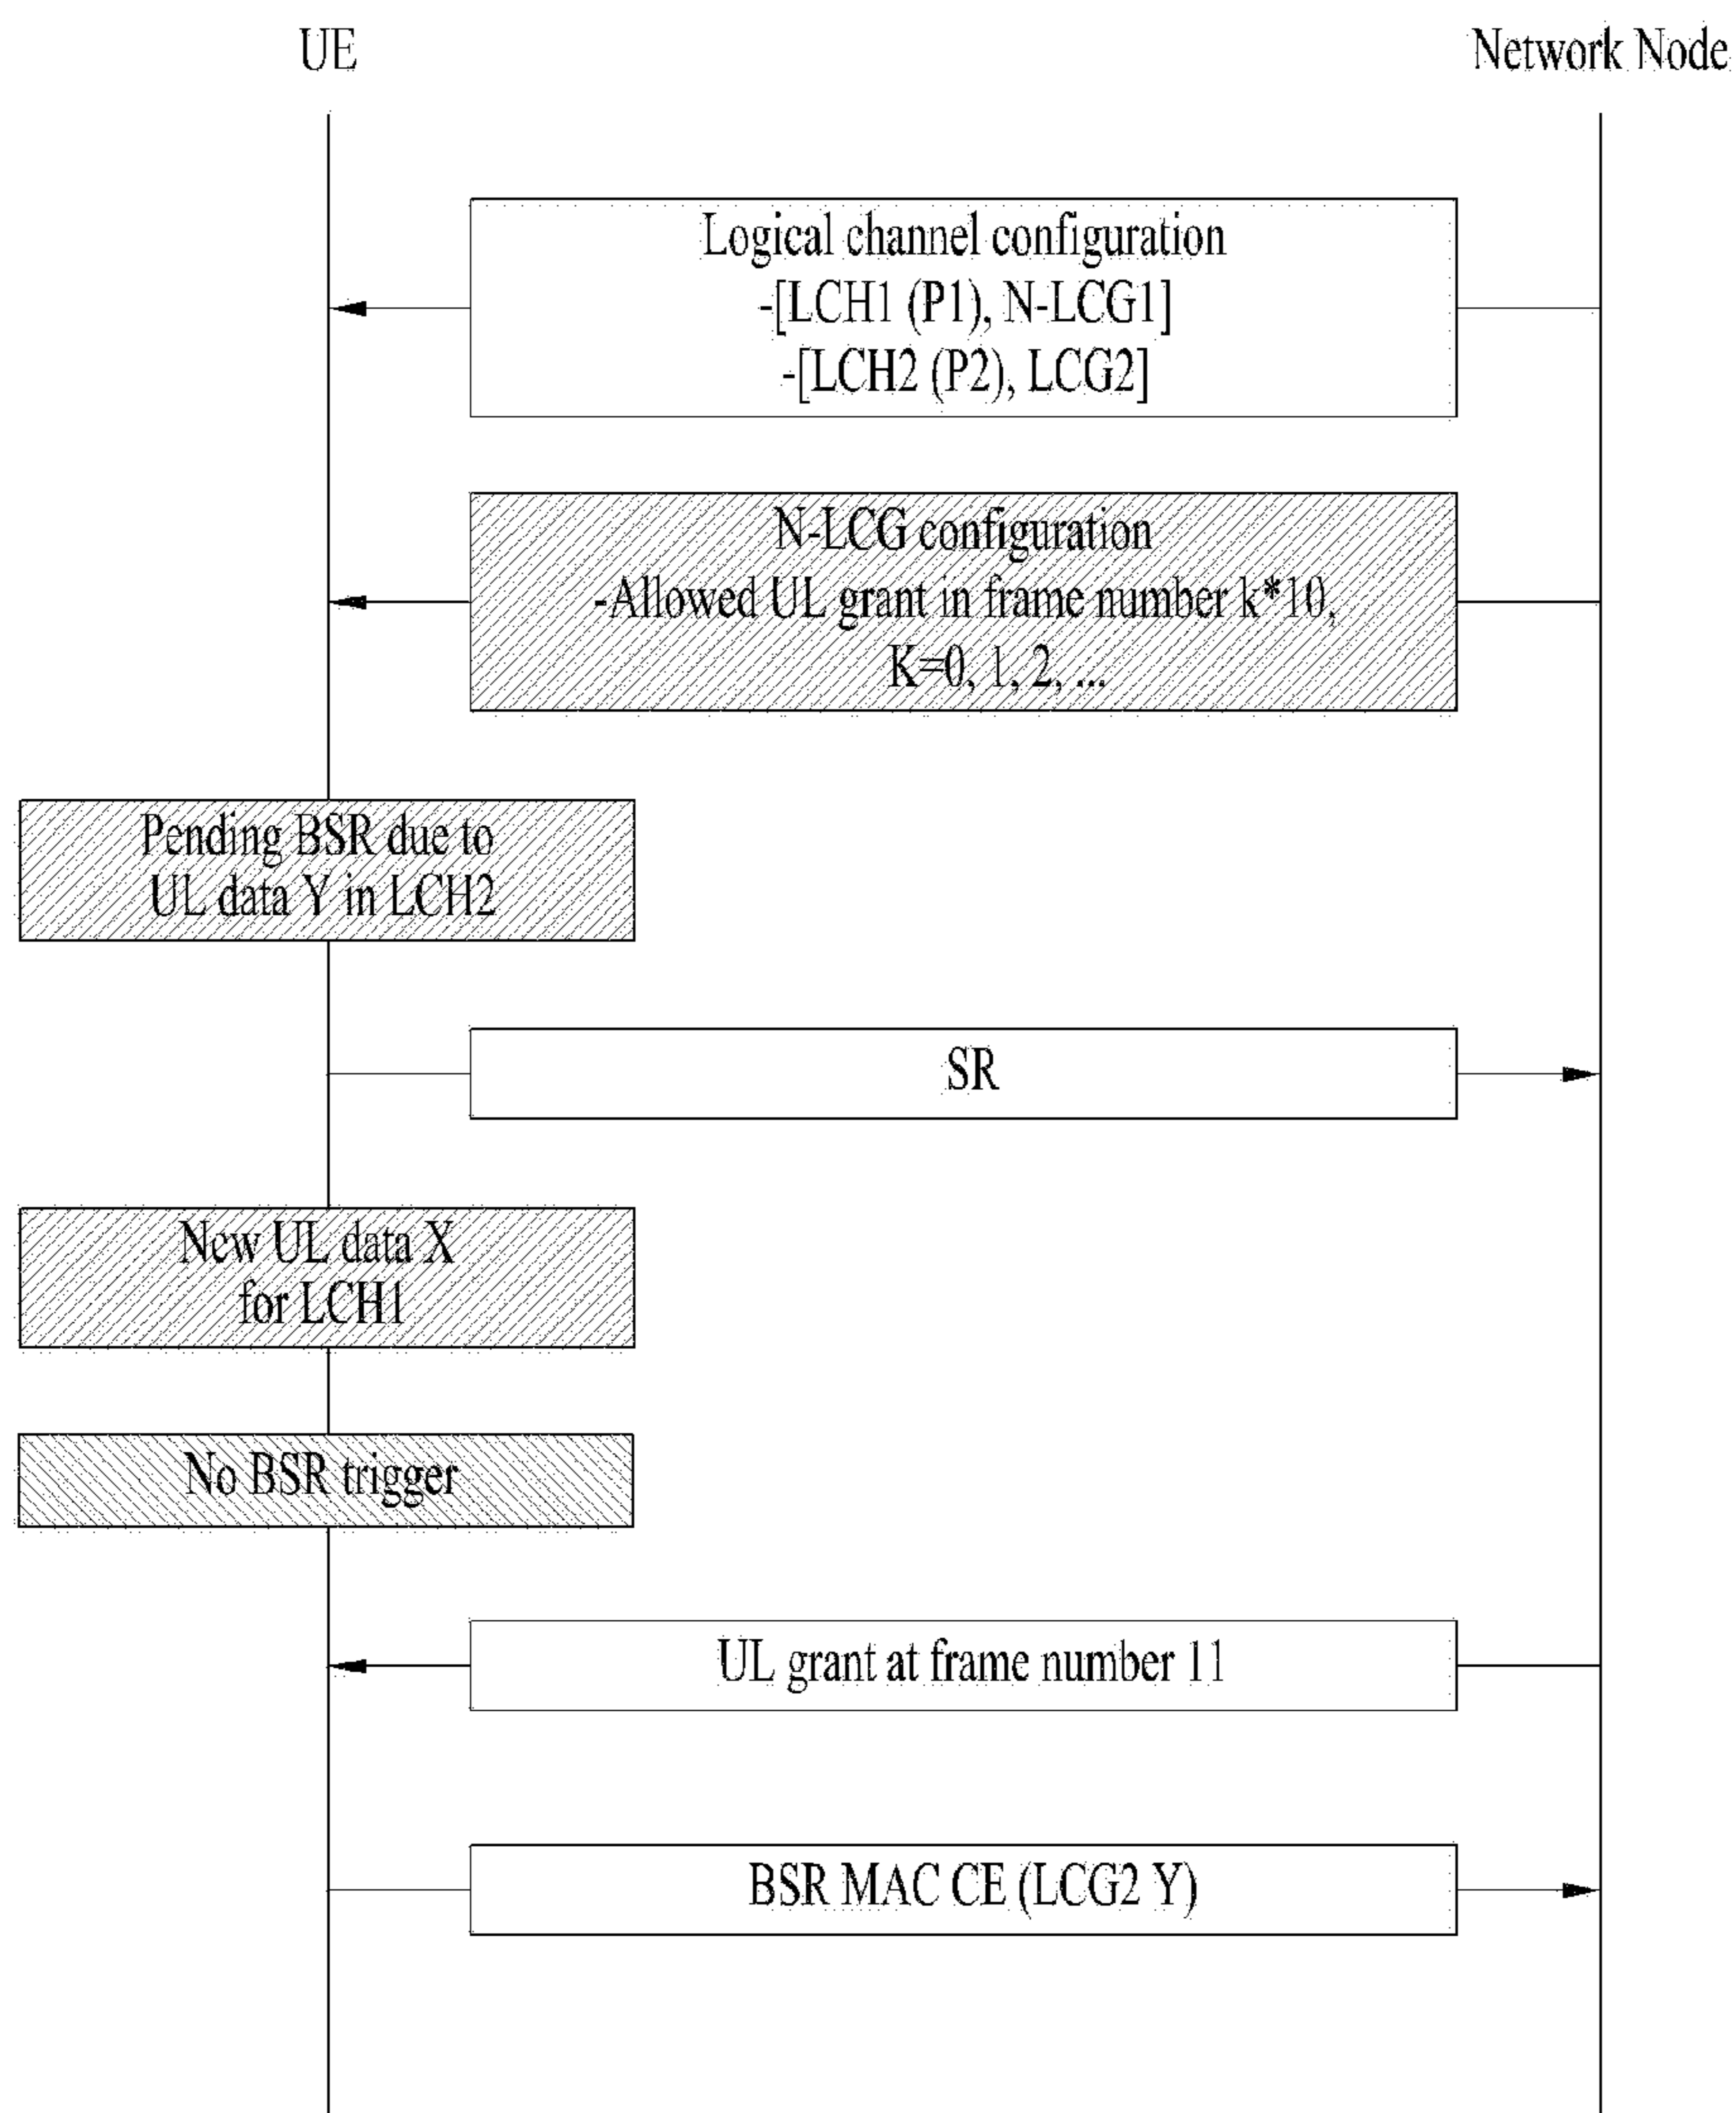 UE
Network Node
Logical channel configuration
-[LCH1 (P1), N-LCG1]
-[LCH2 (P2), LCG2]
N-LCG configuration
-Allowed UL grant in frame number k*10,
K=0, 1, 2, ...
Pending BSR due to
UL data Y in LCH2
SR
New UL data X
for LCH1
No BSR trigger
UL grant at frame number 11
BSR MAC CE (LCG2 Y)